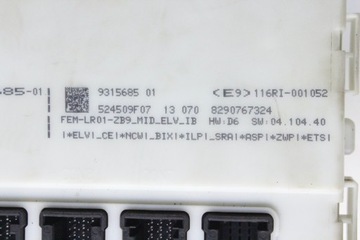 85-01
9315685 01
<E9>116RI-001052
524509F07 13 070 8290767324
FEM-LR01-ZB9_MID_ELV_IB HW:D6 SW:04.104.40
|*ELV|_CE|*NCW|_BIX|*ILP|_SRA|*ASP|*ZWP|*ETS|